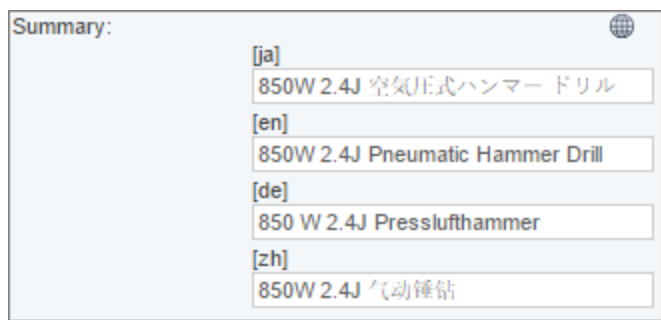 Summary:
[ja]
850W 2.4J 空気圧式ハンマー ドリル
[en]
850W 2.4J Pneumatic Hammer Drill
[de]
850 W 2.4J Presslufthammer
[zh]
850W 2.4J 气动锤钻